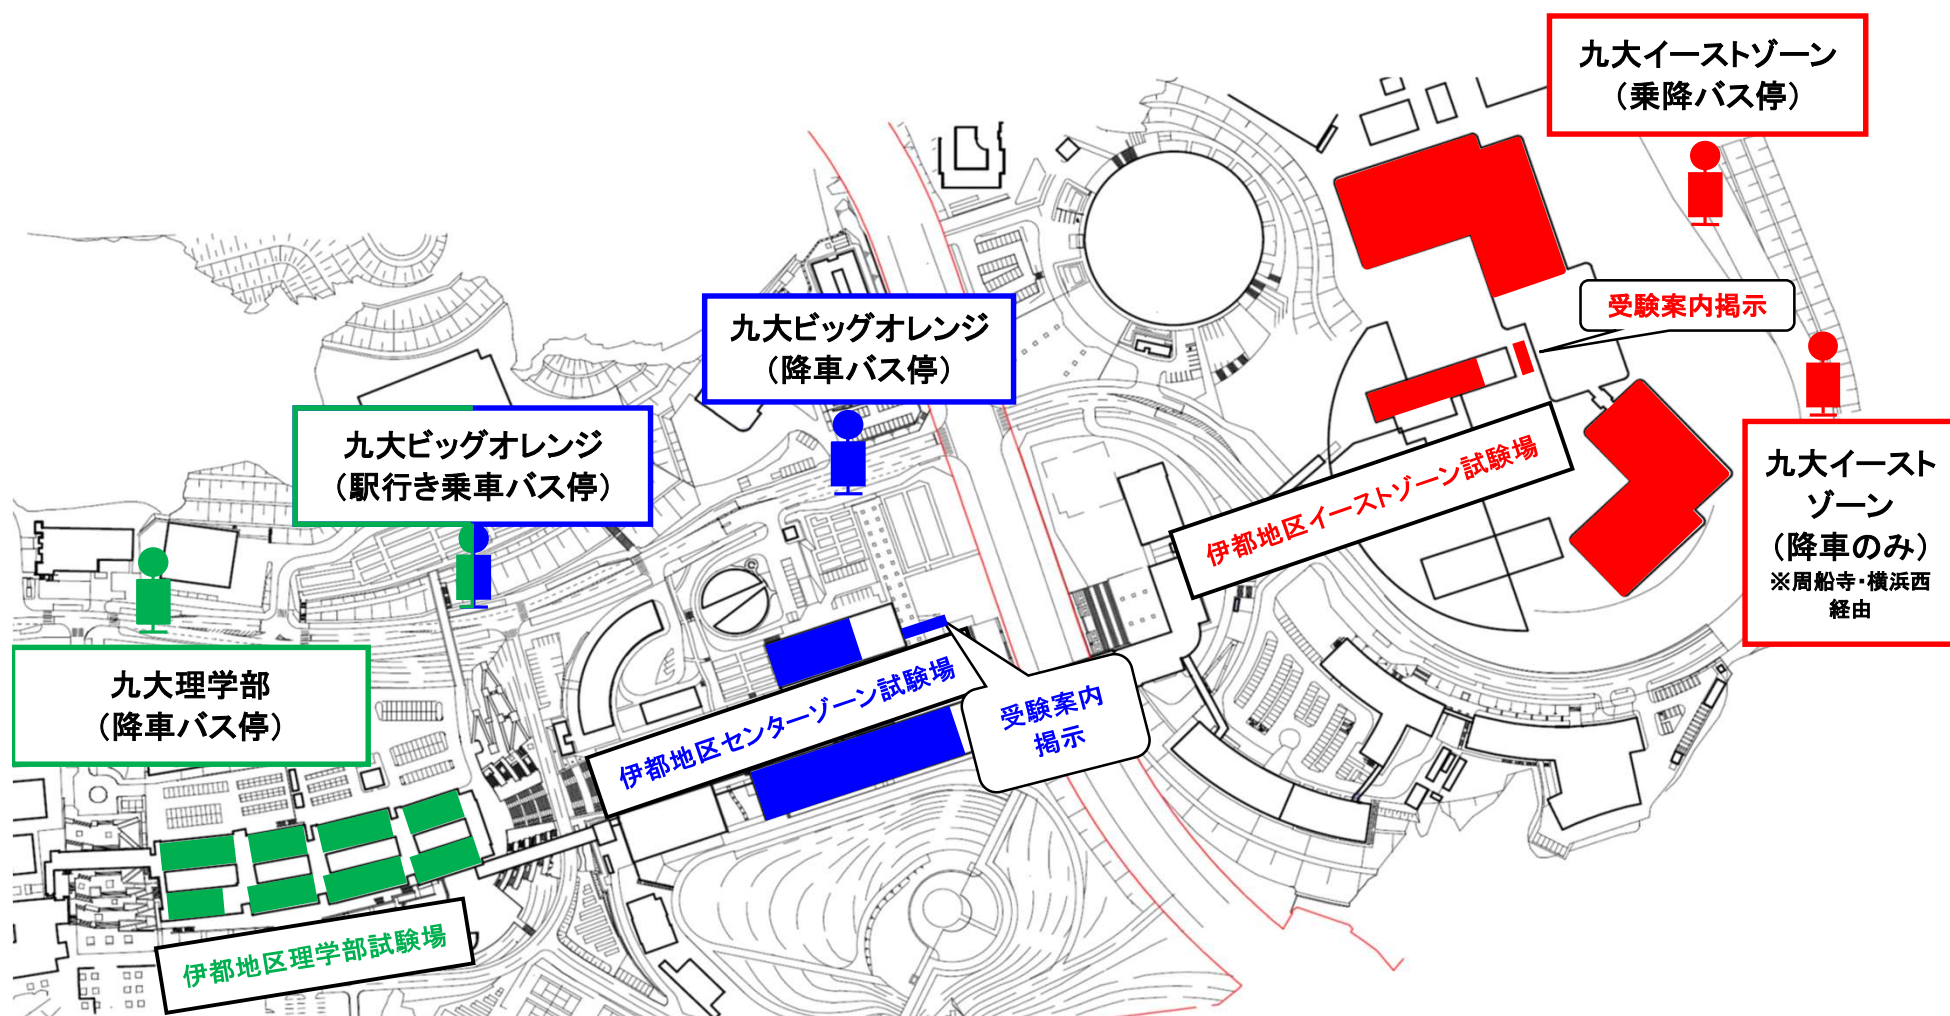 九大イーストゾーン
（乗降バス停）
受験案内掲示
九大ビッグオレンジ
（降車バス停）
九大ビッグオレンジ
（駅行き乗車バス停）
九大イースト
ゾーン
（降車のみ）
※周船寺・横浜西
経由
伊都地区イーストゾーン試験場
九大理学部
（降車バス停）
伊都地区センターゾーン試験場
受験案内
掲示
伊都地区理学部試験場